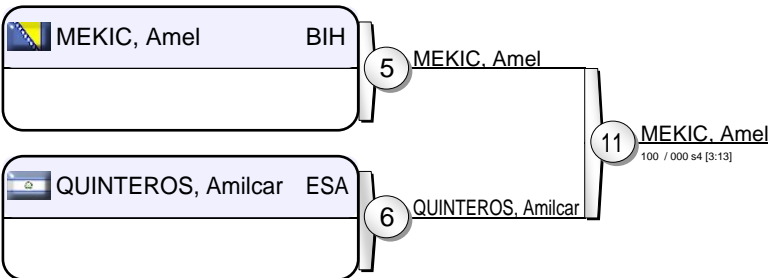 MEKIC, Amel BIH
5 MEKIC, Amel
11 MEKIC, Amel
100 / 000 s4 [3:13]
QUINTEROS, Amilcar ESA
6 QUINTEROS, Amilcar